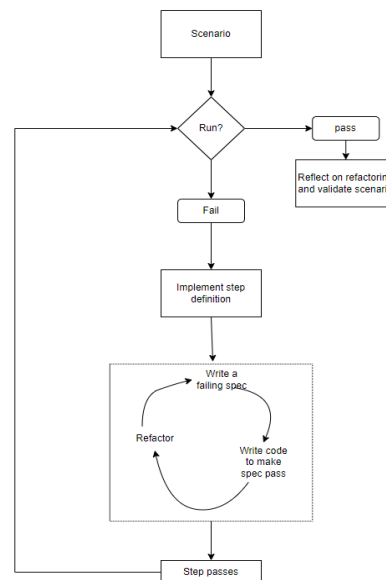 Scenario
Run?
pass
Reflect on refactorin
and validate scenari
Fail
Implement step
definition
Write a
failing spec
Refactor
Write code
to make
spec pass
Step passes